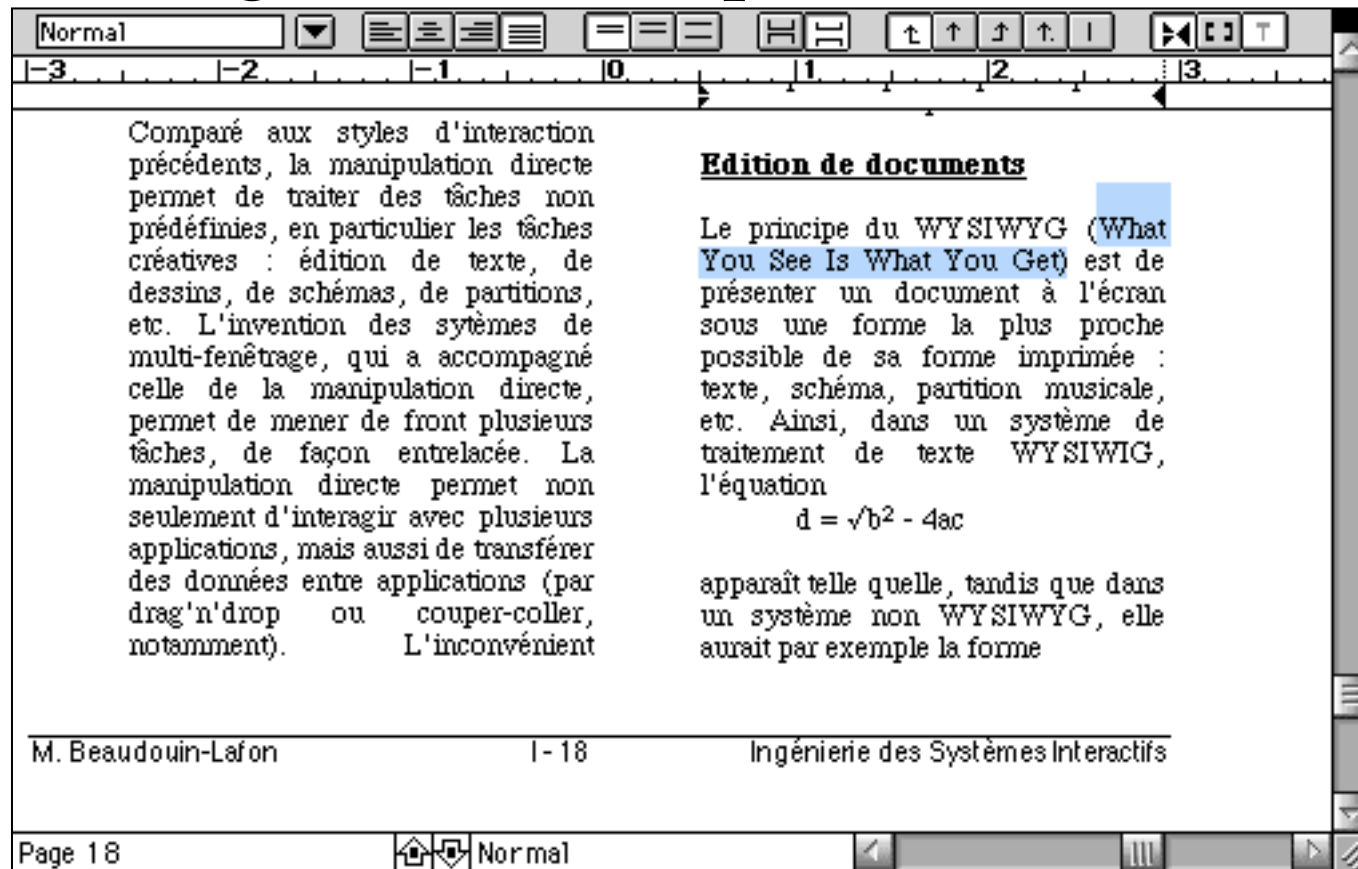 Normal
-3 -2 -1 0 1 2 3
Comparé aux styles d'interaction
précédents, la manipulation directe
permet de traiter des tâches non
prédéfinies, en particulier les tâches
créatives : édition de texte, de
dessins, de schémas, de partitions,
etc. L'invention des sytèmes de
multi-fenêtrage, qui a accompagné
celle de la manipulation directe,
permet de mener de front plusieurs
tâches, de façon entrelacée. La
manipulation directe permet non
seulement d'interagir avec plusieurs
applications, mais aussi de transférer
des données entre applications (par
drag'n'drop ou couper-coller,
notamment). L'inconvénient
Edition de documents
Le principe du WYSIWYG (What
You See Is What You Get) est de
présenter un document à l'écran
sous une forme la plus proche
possible de sa forme imprimée :
texte, schéma, partition musicale,
etc. Ainsi, dans un système de
traitement de texte WYSIWIG,
l'équation
d = √b² - 4ac
apparaît telle quelle, tandis que dans
un système non WYSIWYG, elle
aurait par exemple la forme
M. Beaudouin-Lafon I - 18 Ingénierie des Systèmes Interactifs
Page 18 Normal